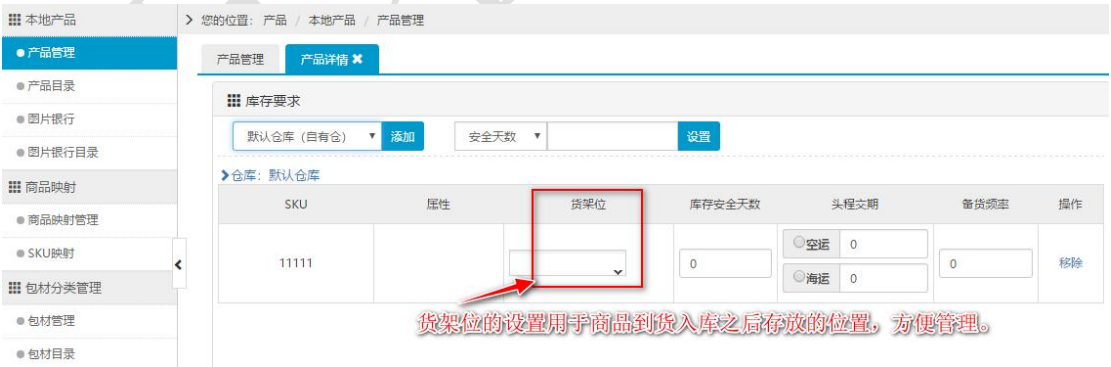 本地产品
产品管理
产品目录
图片银行
图片银行目录
商品映射
商品映射管理
SKU映射
包材分类管理
包材管理
包材目录
您的位置: 产品 / 本地产品 / 产品管理
产品管理 产品详情
库存要求
默认仓库（自有仓） 添加 安全天数 设置
仓库: 默认仓库
SKU 属性 货架位 库存安全天数 头程交期 备货频率 操作
空运 0
11111 0 0 移除
海运 0
货架位的设置用于商品到货入库之后存放的位置，方便管理。